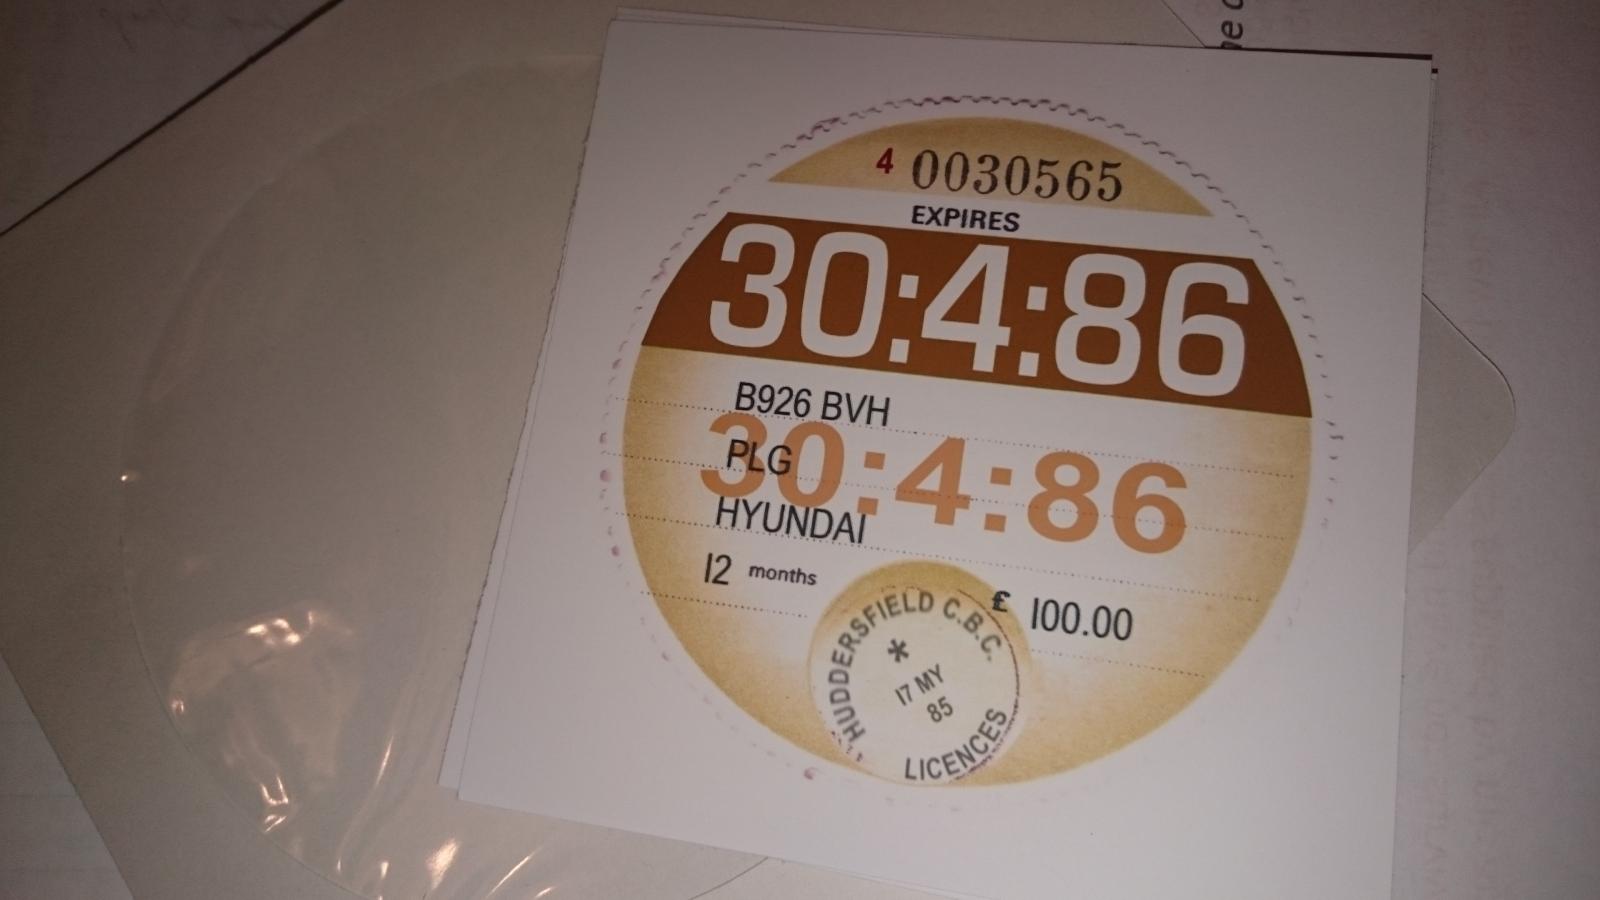 4 0030565
EXPIRES
30:4:86
B926 BVH
30:4:86
PLG
HYUNDAI
12 months £ 100.00
HUDDERSFIELD C.B.C.
*
17 MY
85
LICENCES